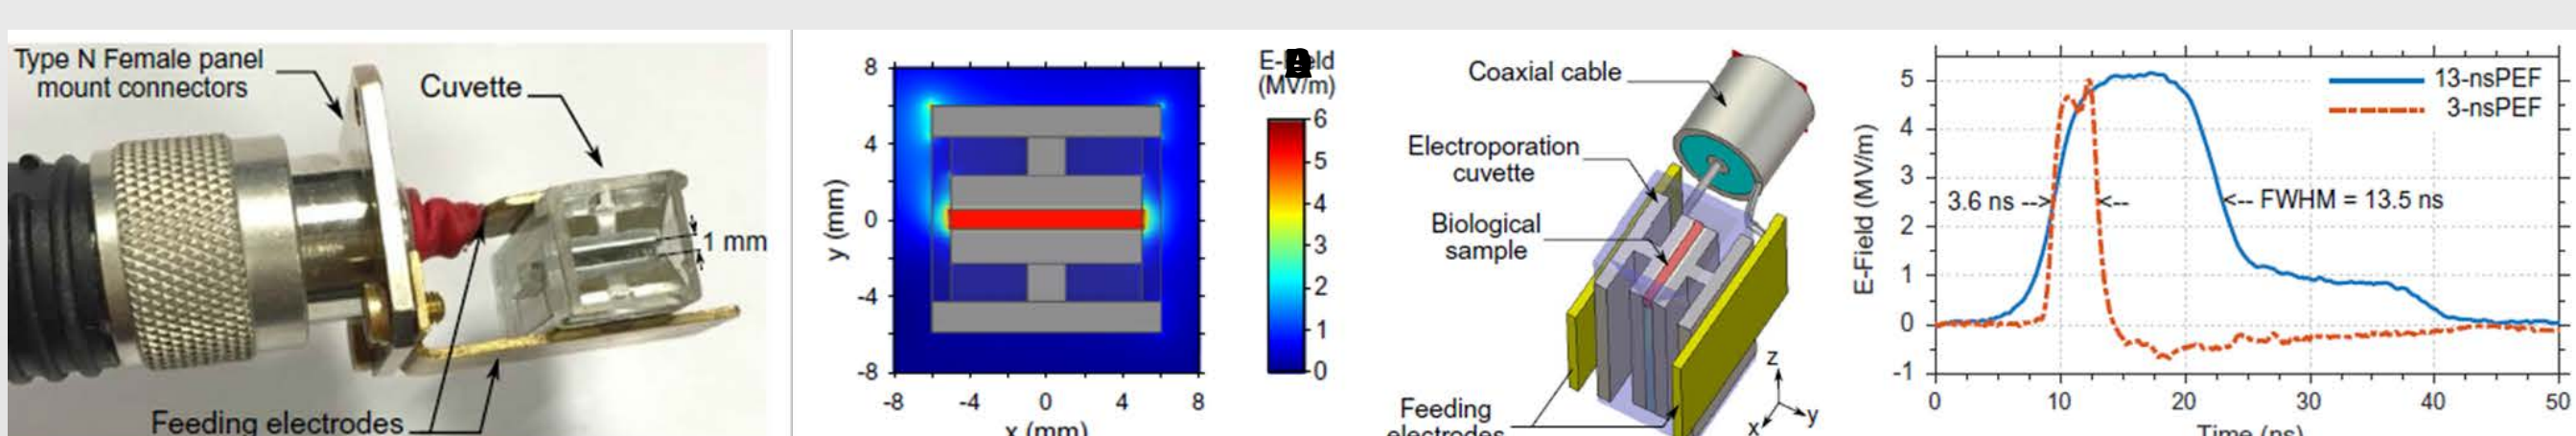 Type N Female panel
mount connectors
Cuvette
1 mm
Feeding electrodes
8
4
0
-4
-8
y (mm)
-8
-4
0
4
8
x (mm)
(MV/m)
6
5
4
3
2
1
0
Coaxial cable
Electroporation
cuvette
Biological
sample
Feeding
electrodes
z
y
x
E-Field (MV/m)
5
4
3
2
1
0
-1
13-nsPEF
3-nsPEF
3.6 ns -->
<--
<-- FWHM = 13.5 ns
0
10
20
30
40
50
Time (ns)